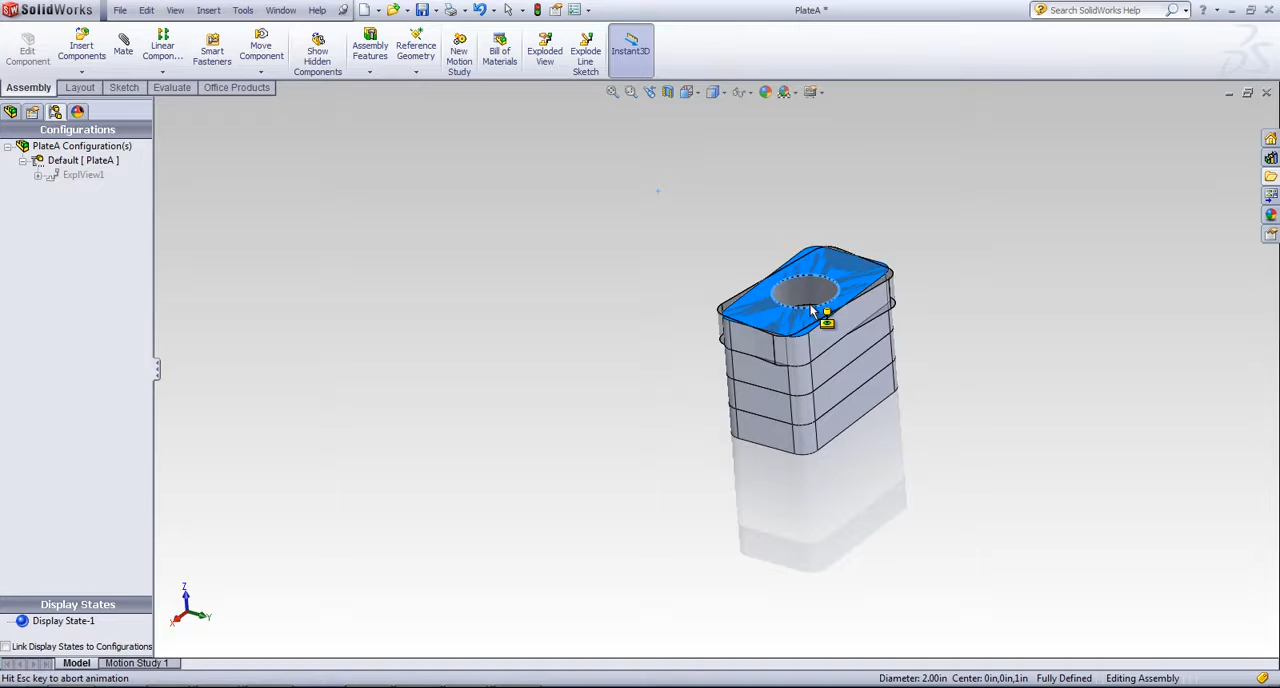 SolidWorks
File Edit View Insert Tools Window Help
PlateA *
Search SolidWorks Help
Edit Component
Insert Components
Mate
Linear Compon...
Smart Fasteners
Move Component
Show Hidden Components
Assembly Features
Reference Geometry
New Motion Study
Bill of Materials
Exploded View
Explode Line Sketch
Instant3D
Assembly Layout Sketch Evaluate Office Products
Configurations
PlateA Configuration(s)
Default [ PlateA ]
ExplView1
Z
X
Y
Display States
Display State-1
Link Display States to Configurations
Model Motion Study 1
Hit Esc key to abort animation
Diameter: 2.00in Center: 0in,0in,1in Fully Defined Editing Assembly